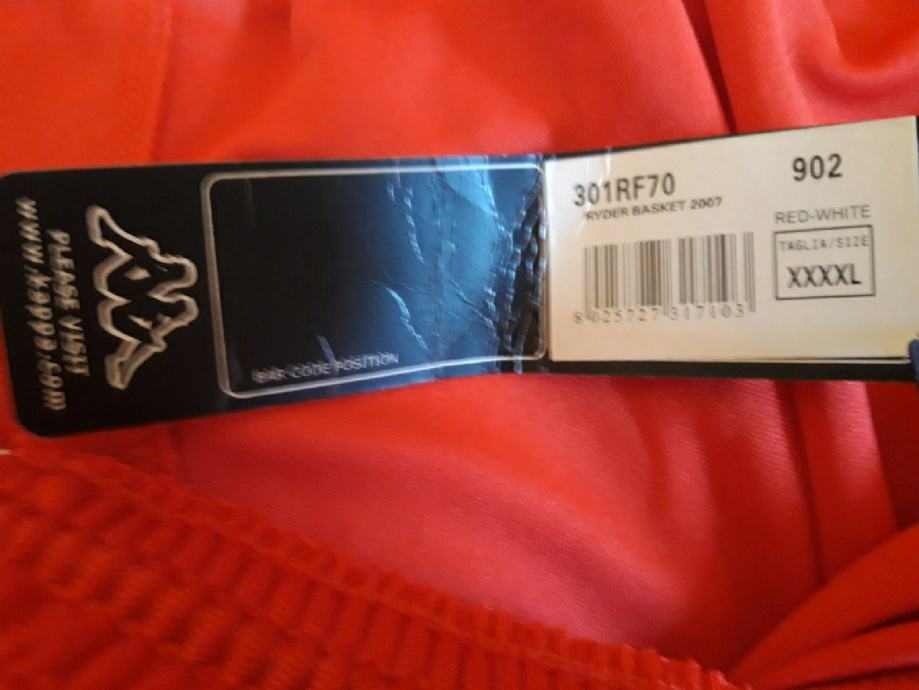 PLEASE VISIT
www.kappa.com
BAR-CODE POSITION
301RF70
RYDER BASKET 2007
902
RED-WHITE
TAGLIA/SIZE
XXXXL
8 025727 317103